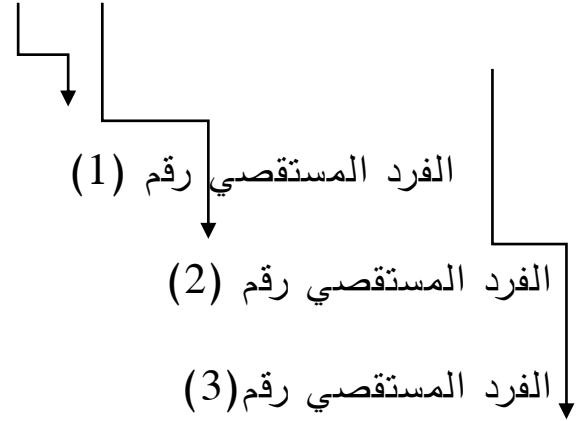 الفرد المستقصي رقم (1)
الفرد المستقصي رقم (2)
الفرد المستقصي رقم(3)